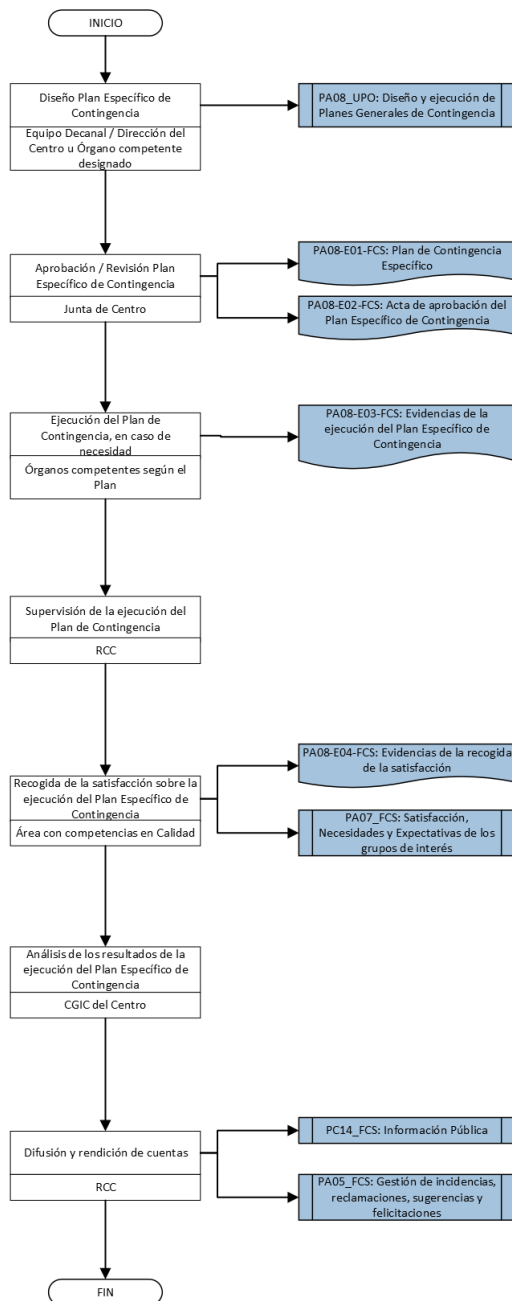 INICIO
Diseño Plan Específico de
Contingencia
Equipo Decanal / Dirección del
Centro u Órgano competente
designado
PA08_UPO: Diseño y ejecución de
Planes Generales de Contingencia
Aprobación / Revisión Plan
Específico de Contingencia
Junta de Centro
PA08-E01-FCS: Plan de Contingencia
Específico
PA08-E02-FCS: Acta de aprobación del
Plan Específico de Contingencia
Ejecución del Plan de
Contingencia, en caso de
necesidad
Órganos competentes según el
Plan
PA08-E03-FCS: Evidencias de la
ejecución del Plan Específico de
Contingencia
Supervisión de la ejecución del
Plan de Contingencia
RCC
Recogida de la satisfacción sobre la
ejecución del Plan Específico de
Contingencia
Área con competencias en Calidad
PA08-E04-FCS: Evidencias de la recogida
de la satisfacción
PA07_FCS: Satisfacción,
Necesidades y Expectativas de los
grupos de interés
Análisis de los resultados de la
ejecución del Plan Específico de
Contingencia
CGIC del Centro
Difusión y rendición de cuentas
RCC
PC14_FCS: Información Pública
PA05_FCS: Gestión de incidencias,
reclamaciones, sugerencias y
felicitaciones
FIN